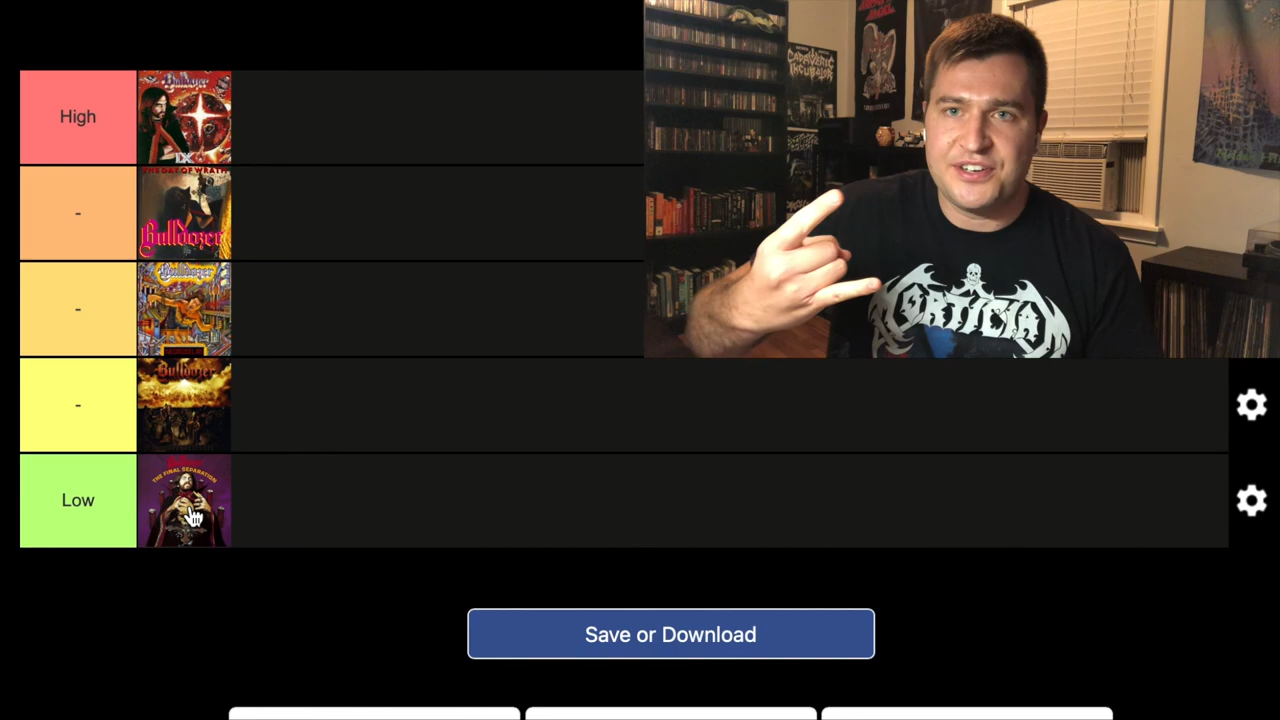 High
Bulldozer
IX
-
THE DAY OF WRATH
Bulldozer
-
Bulldozer
-
Bulldozer
Low
THE FINAL SEPARATION
CADAVERIC
INCUBATOR
MORTICIAN
Save or Download